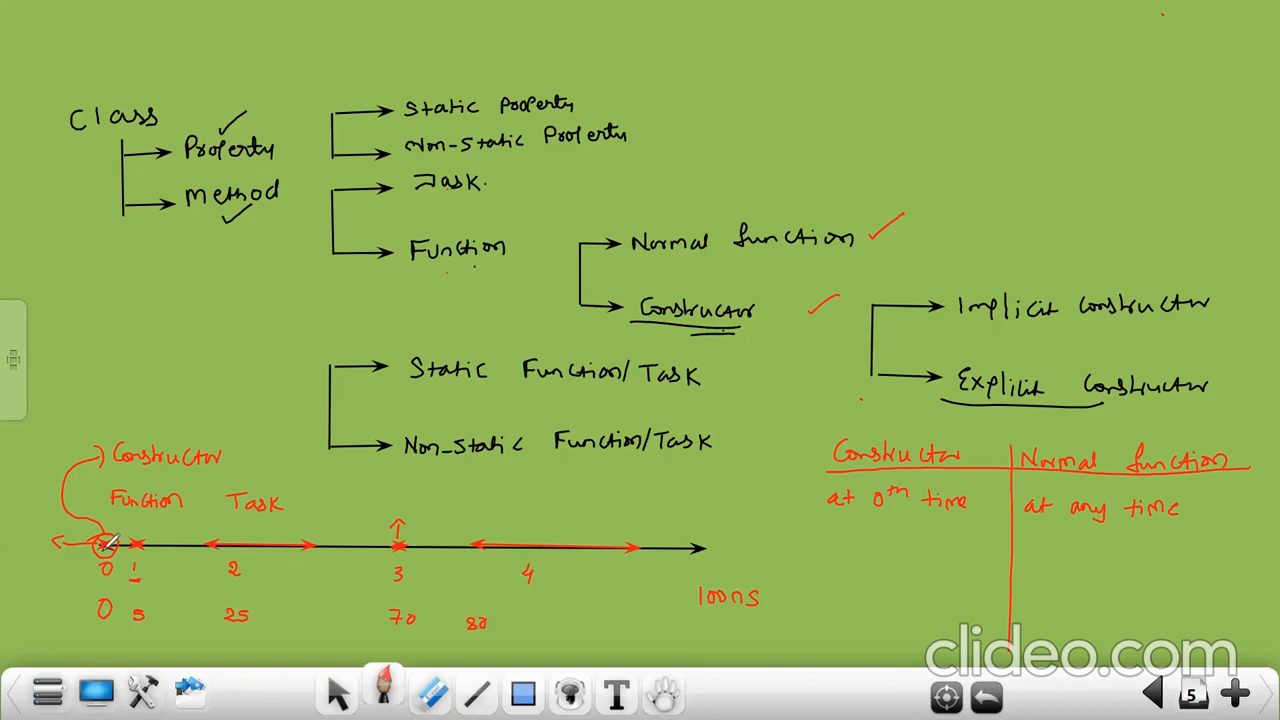 Class
Property
Method
Static Property
Non-Static Property
Task.
Function
Normal function
Constructor
Implicit Constructor
Explicit Constructor
Static Function/Task
Non-Static Function/Task
Constructor
Function Task
0 1 2 3 4
0 5 25 70 80
100ns
Constructor Normal function
at 0th time at any time
clideo.com
T
5